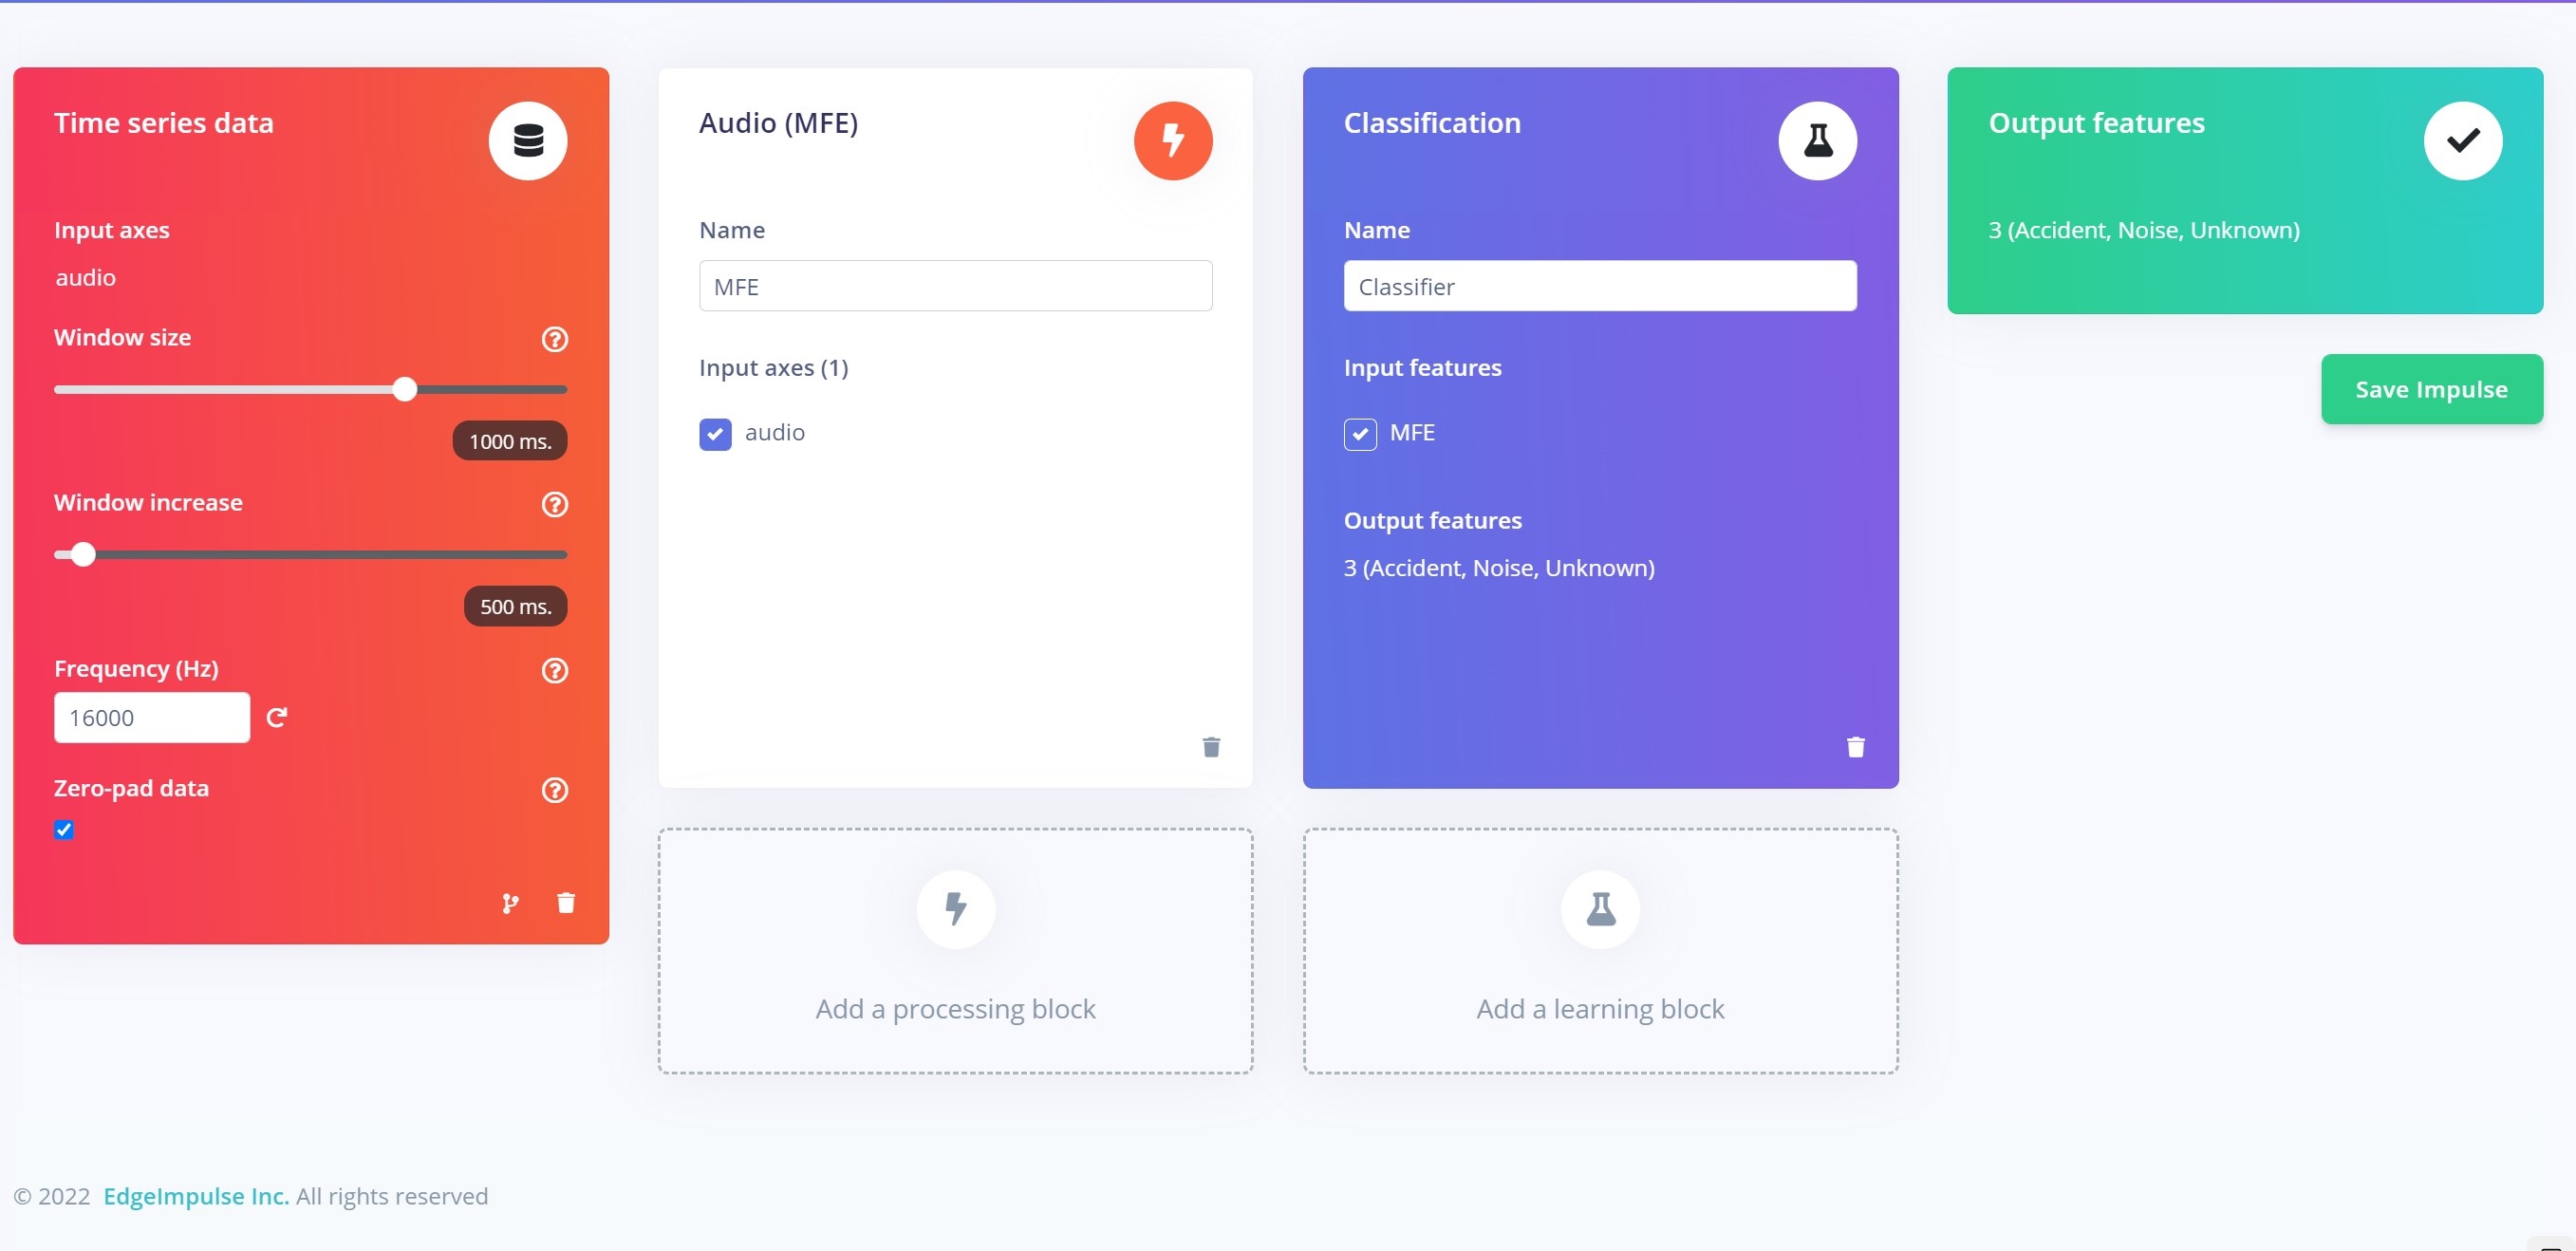 Time series data
Input axes
audio
Window size
1000 ms.
Window increase
500 ms.
Frequency (Hz)
16000
Zero-pad data
Audio (MFE)
Name
MFE
Input axes (1)
audio
Add a processing block
Classification
Name
Classifier
Input features
MFE
Output features
3 (Accident, Noise, Unknown)
Add a learning block
Output features
3 (Accident, Noise, Unknown)
Save Impulse
© 2022 EdgeImpulse Inc. All rights reserved